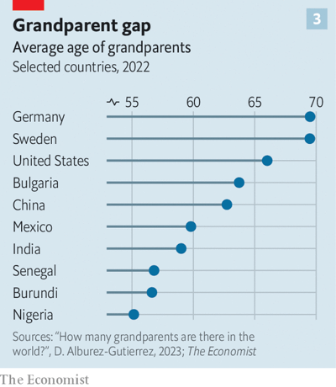 3
Grandparent gap
Average age of grandparents
Selected countries, 2022
55 60 65 70
Germany
Sweden
United States
Bulgaria
China
Mexico
India
Senegal
Burundi
Nigeria
Sources: “How many grandparents are there in the
world?”, D. Alburez-Gutierrez, 2023; The Economist
The Economist